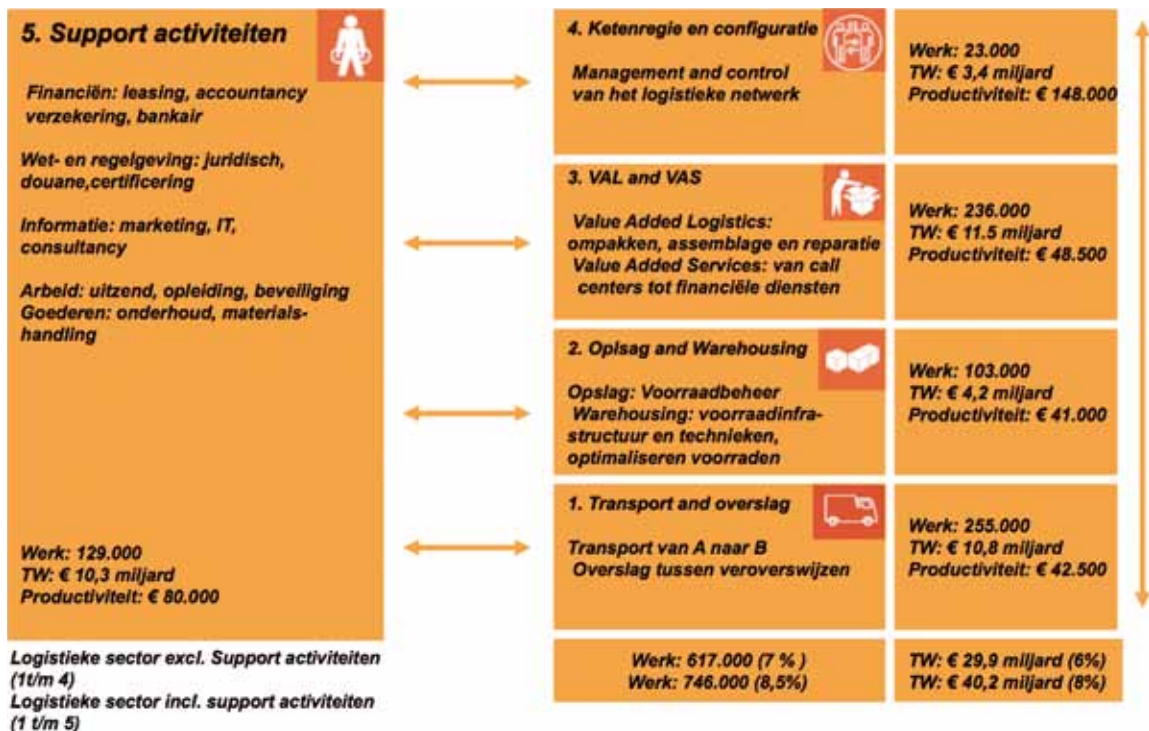 5. Support activiteiten
Financiën: leasing, accountancy
verzekering, bankair
Wet- en regelgeving: juridisch,
douane,certificering
Informatie: marketing, IT,
consultancy
Arbeid: uitzend, opleiding, beveiliging
Goederen: onderhoud, materials-
handling
Werk: 129.000
TW: € 10,3 miljard
Productiviteit: € 80.000
4. Ketenregie en configuratie
Management and control
van het logistieke netwerk
Werk: 23.000
TW: € 3,4 miljard
Productiviteit: € 148.000
3. VAL and VAS
Value Added Logistics:
ompakken, assemblage en reparatie
Value Added Services: van call
centers tot financiële diensten
Werk: 236.000
TW: € 11.5 miljard
Productiviteit: € 48.500
2. Oplsag and Warehousing
Opslag: Voorraadbeheer
Warehousing: voorraadinfra-
structuur en technieken,
optimaliseren voorraden
Werk: 103.000
TW: € 4,2 miljard
Productiviteit: € 41.000
1. Transport and overslag
Transport van A naar B
Overslag tussen veroverswijzen
Werk: 255.000
TW: € 10,8 miljard
Productiviteit: € 42.500
Logistieke sector excl. Support activiteiten
(1t/m 4)
Logistieke sector incl. support activiteiten
(1 t/m 5)
Werk: 617.000 (7 % )
Werk: 746.000 (8,5%)
TW: € 29,9 miljard (6%)
TW: € 40,2 miljard (8%)